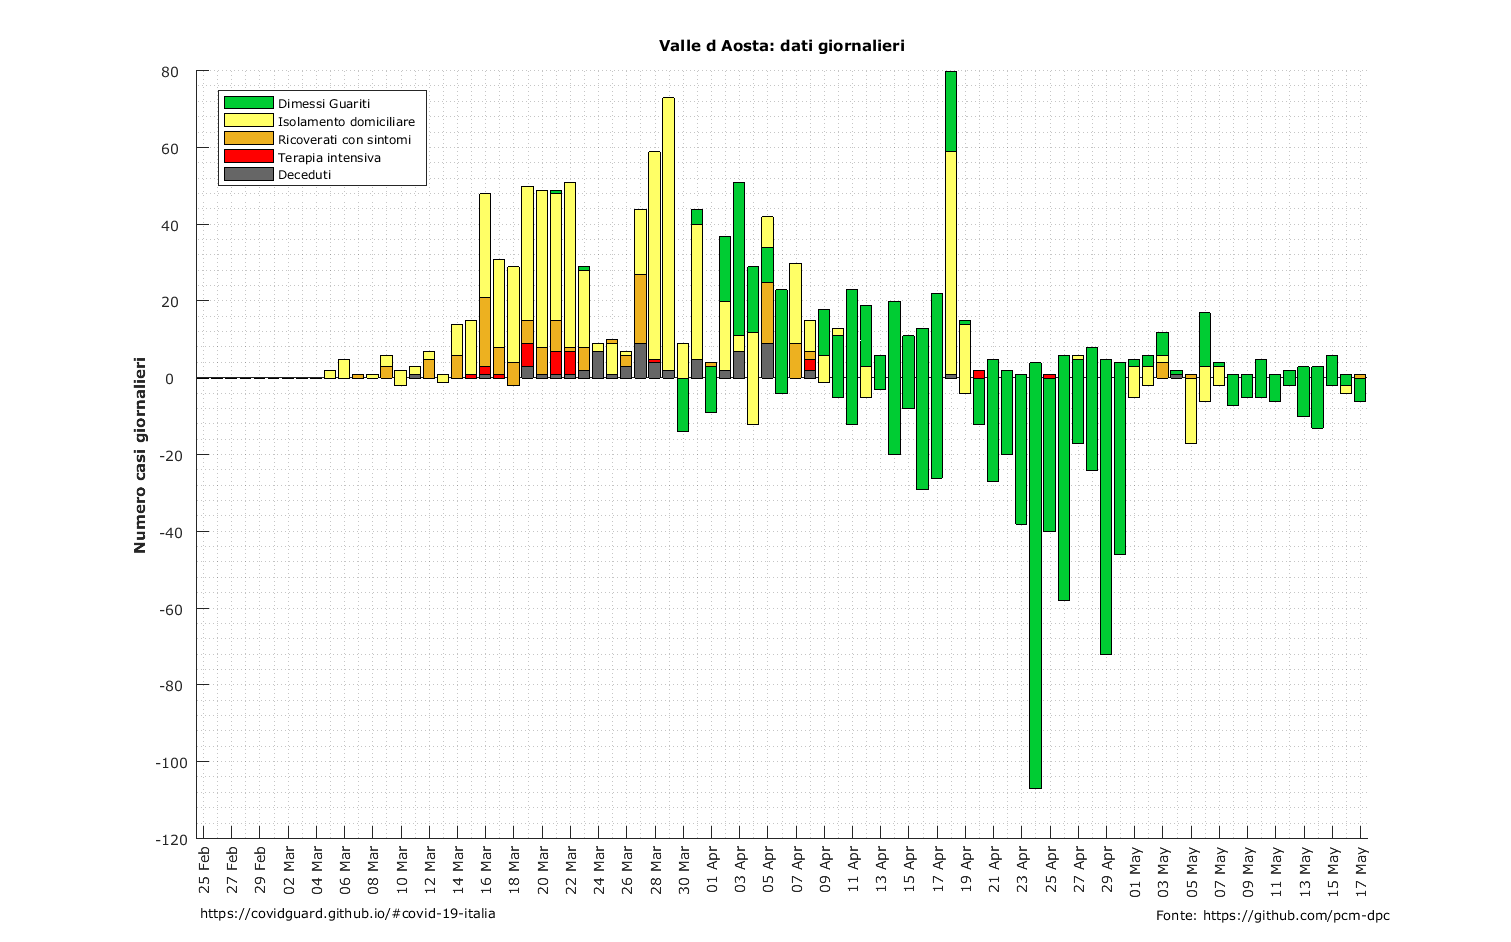 Valle d Aosta: dati giornalieri
Dimessi Guariti
Isolamento domiciliare
Ricoverati con sintomi
Terapia intensiva
Deceduti
Numero casi giornalieri
80
60
40
20
0
-20
-40
-60
-80
-100
-120
25 Feb
27 Feb
29 Feb
02 Mar
04 Mar
06 Mar
08 Mar
10 Mar
12 Mar
14 Mar
16 Mar
18 Mar
20 Mar
22 Mar
24 Mar
26 Mar
28 Mar
30 Mar
01 Apr
03 Apr
05 Apr
07 Apr
09 Apr
11 Apr
13 Apr
15 Apr
17 Apr
19 Apr
21 Apr
23 Apr
25 Apr
27 Apr
29 Apr
01 May
03 May
05 May
07 May
09 May
11 May
13 May
15 May
17 May
https://covidguard.github.io/#covid-19-italia
Fonte: https://github.com/pcm-dpc